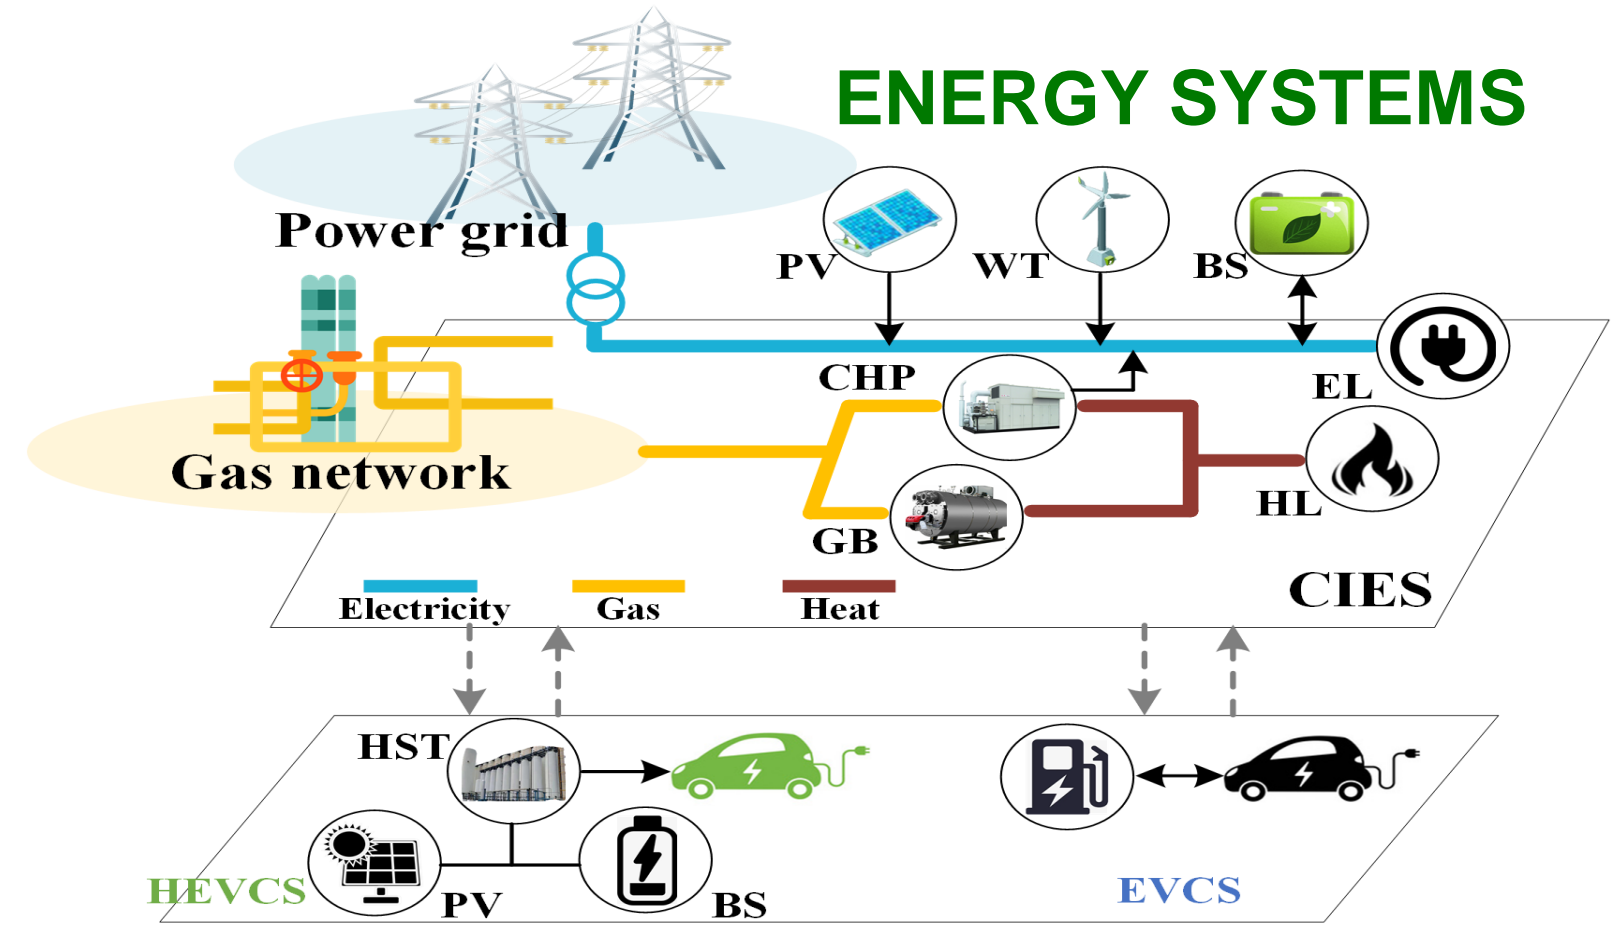 ENERGY SYSTEMS
Power grid
PV
WT
BS
CHP
EL
Gas network
HL
GB
CIES
Electricity
Gas
Heat
HST
HEVCS
PV
BS
EVCS